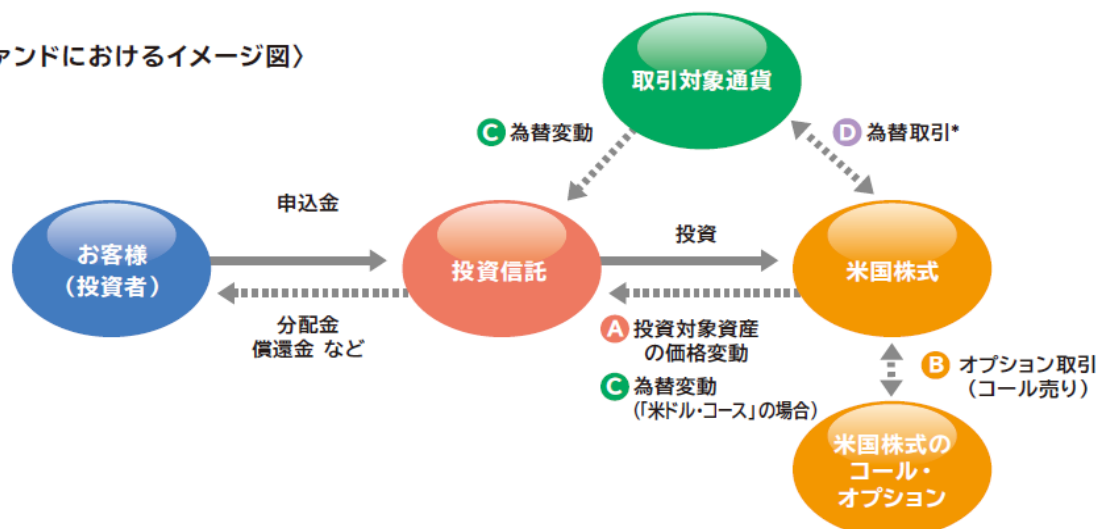 ァンドにおけるイメージ図〉
取引対象通貨
C 為替変動
D 為替取引*
申込金
投資
お客様
（投資者）
投資信託
米国株式
分配金
償還金 など
A 投資対象資産
の価格変動
C 為替変動
(｢米ドル・コース｣の場合)
B オプション取引
（コール売り）
米国株式の
コール・
オプション